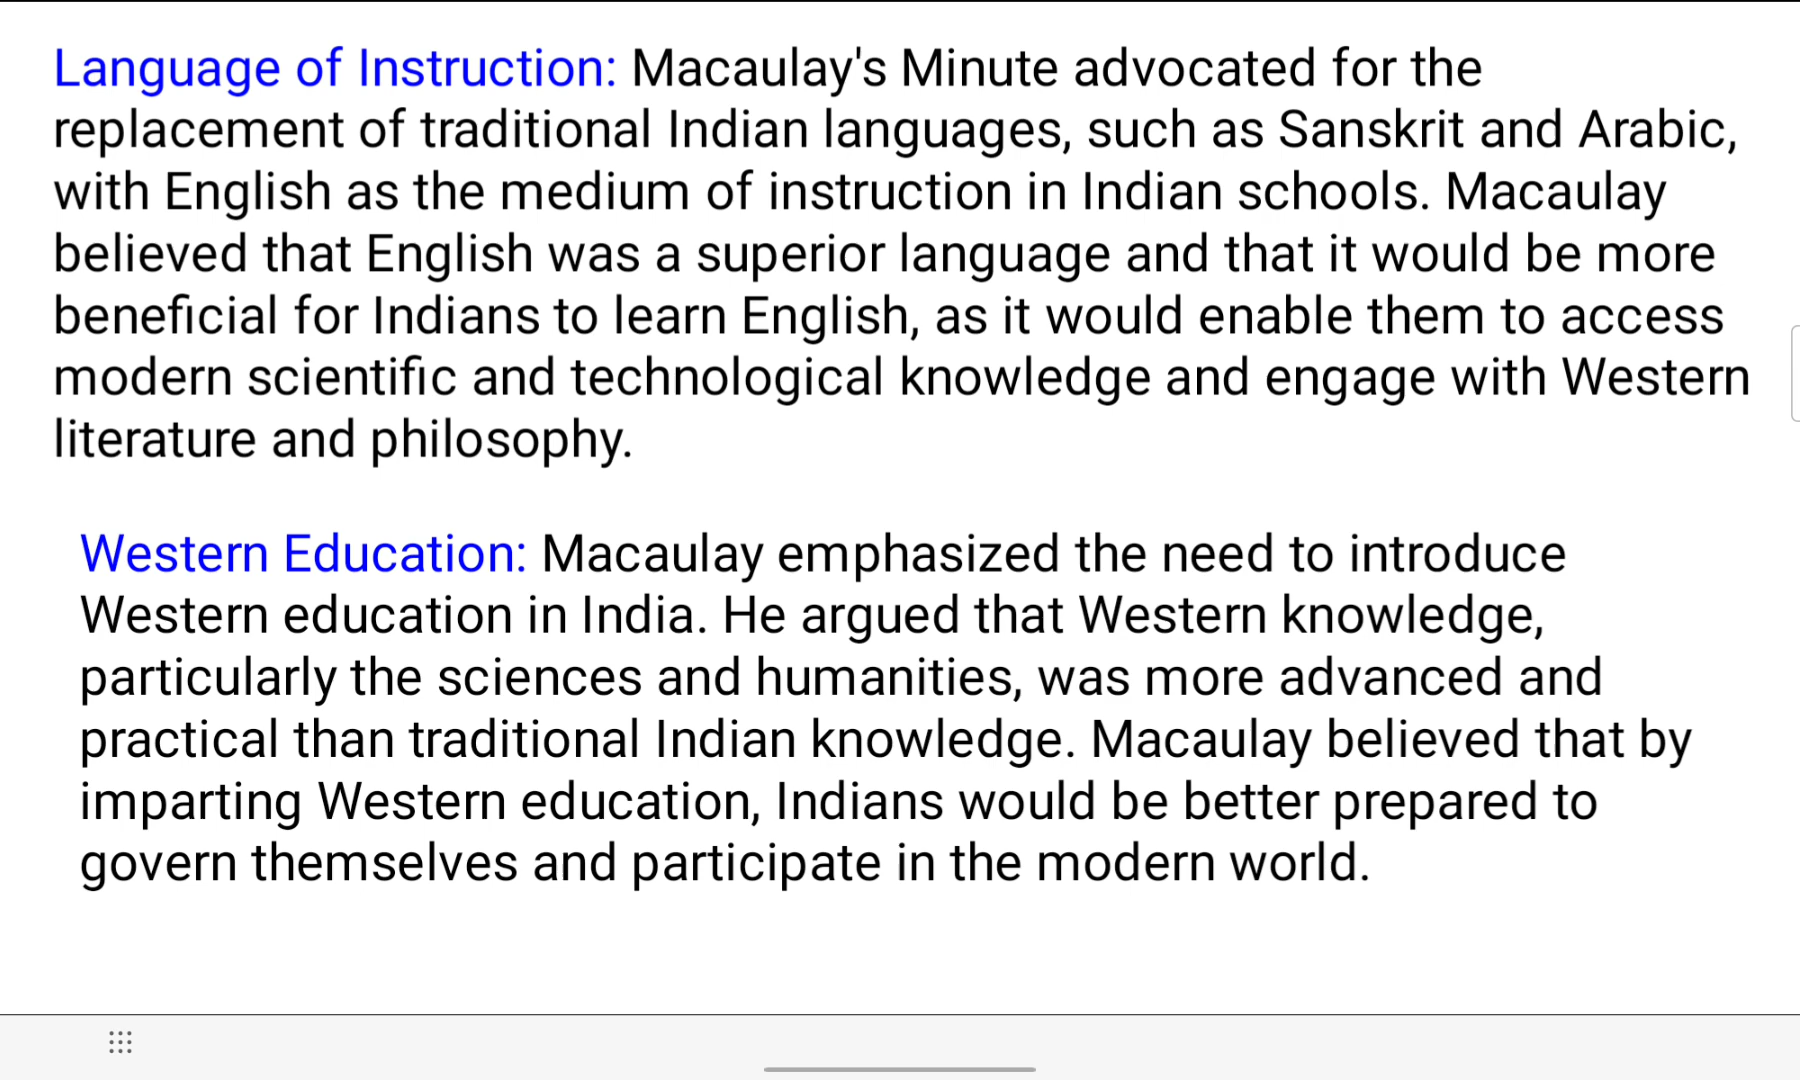 Language of Instruction: Macaulay's Minute advocated for the
replacement of traditional Indian languages, such as Sanskrit and Arabic,
with English as the medium of instruction in Indian schools. Macaulay
believed that English was a superior language and that it would be more
beneficial for Indians to learn English, as it would enable them to access
modern scientific and technological knowledge and engage with Western
literature and philosophy.
Western Education: Macaulay emphasized the need to introduce
Western education in India. He argued that Western knowledge,
particularly the sciences and humanities, was more advanced and
practical than traditional Indian knowledge. Macaulay believed that by
imparting Western education, Indians would be better prepared to
govern themselves and participate in the modern world.